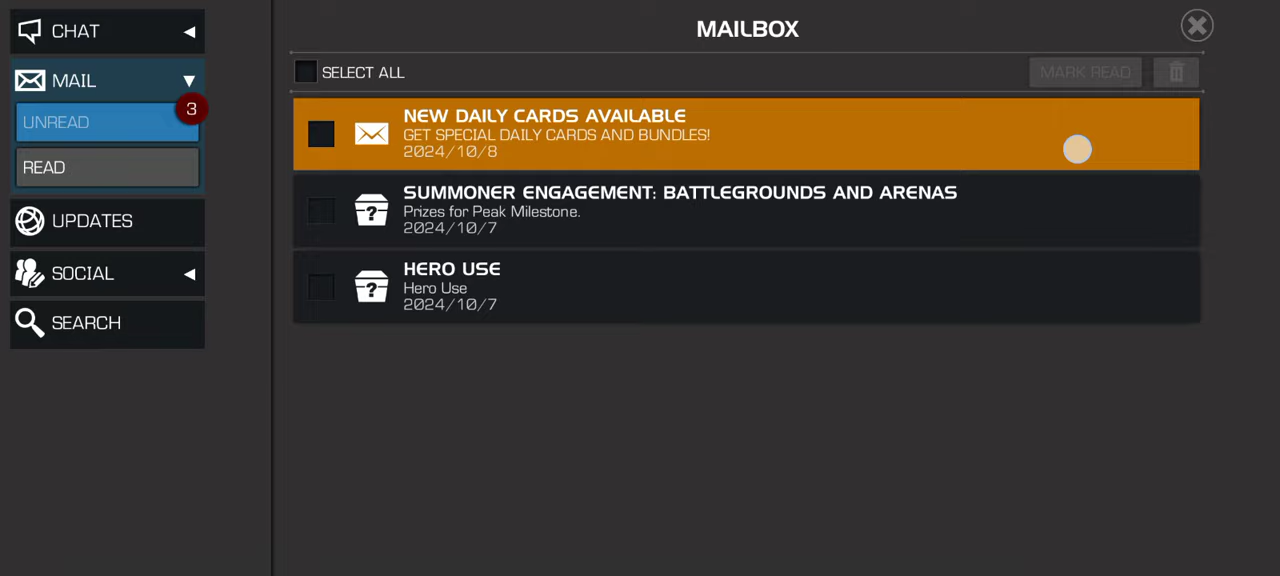 CHAT
MAIL
3
UNREAD
READ
UPDATES
SOCIAL
SEARCH
MAILBOX
SELECT ALL
MARK READ
NEW DAILY CARDS AVAILABLE
GET SPECIAL DAILY CARDS AND BUNDLES!
2024/10/8
SUMMONER ENGAGEMENT: BATTLEGROUNDS AND ARENAS
Prizes for Peak Milestone.
2024/10/7
HERO USE
Hero Use
2024/10/7